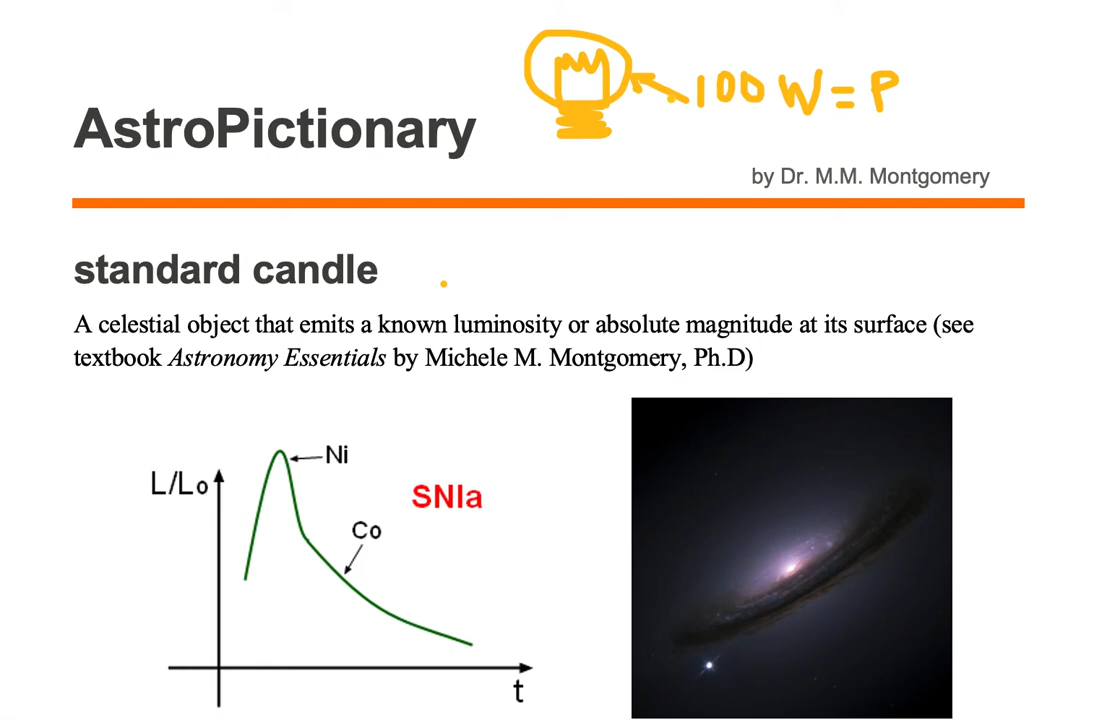 100 W = P
AstroPictionary
by Dr. M.M. Montgomery
standard candle
A celestial object that emits a known luminosity or absolute magnitude at its surface (see
textbook Astronomy Essentials by Michele M. Montgomery, Ph.D)
Ni
L/Lo
SNIa
Co
t